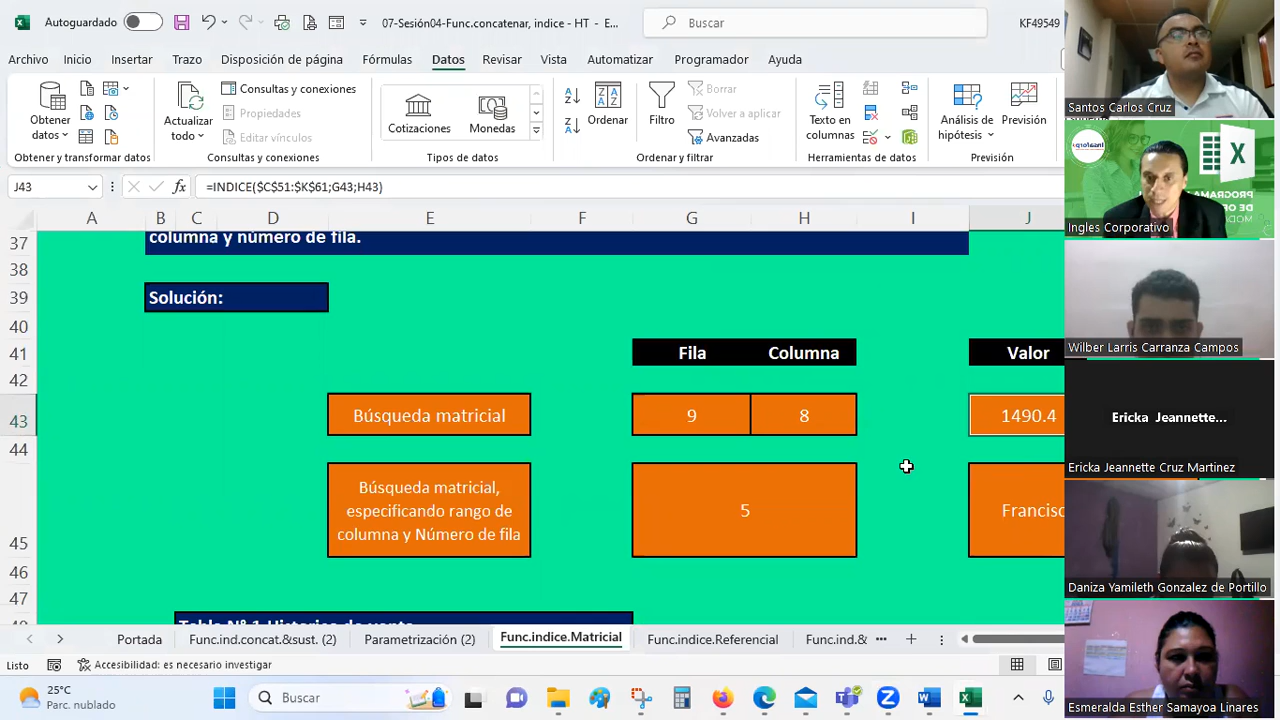 Autoguardado
07-Sesión04-Func.concatenar, indice - HT - E...
Buscar
KF49549
Archivo Inicio Insertar Trazo Disposición de página Fórmulas Datos Revisar Vista Automatizar Programador Ayuda
Obtener datos
Consultas y conexiones
Propiedades
Editar vínculos
Actualizar todo
Cotizaciones
Monedas
Ordenar
Filtro
Borrar
Volver a aplicar
Avanzadas
Texto en columnas
Análisis de hipótesis
Previsión
Obtener y transformar datos
Consultas y conexiones
Tipos de datos
Ordenar y filtrar
Herramientas de datos
Previsión
J43
fx
=INDICE($C$51:$K$61;G43;H43)
A B C D E F G H I J
37
columna y número de fila.
38
39
Solución:
40
41
Fila Columna Valor
42
43
Búsqueda matricial
9
8
1490.4
44
45
Búsqueda matricial,
especificando rango de
columna y Número de fila
5
Francisc
46
47
Portada
Func.ind.concat.&sust. (2)
Parametrización (2)
Func.indice.Matricial
Func.indice.Referencial
Func.ind.&
Listo
Accesibilidad: es necesario investigar
25°C
Parc. nublado
Buscar
Santos Carlos Cruz
Ingles Corporativo
Wilber Larris Carranza Campos
Ericka Jeannette...
Ericka Jeannette Cruz Martinez
Daniza Yamileth Gonzalez de Portillo
Esmeralda Esther Samayoa Linares